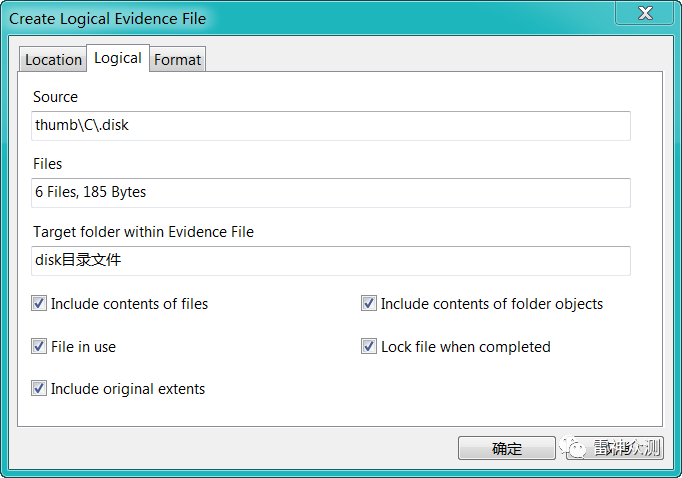 Create Logical Evidence File
Location
Logical
Format
Source
thumb\C\.disk
Files
6 Files, 185 Bytes
Target folder within Evidence File
disk目录文件
Include contents of files
Include contents of folder objects
File in use
Lock file when completed
Include original extents
确定
雷神众测